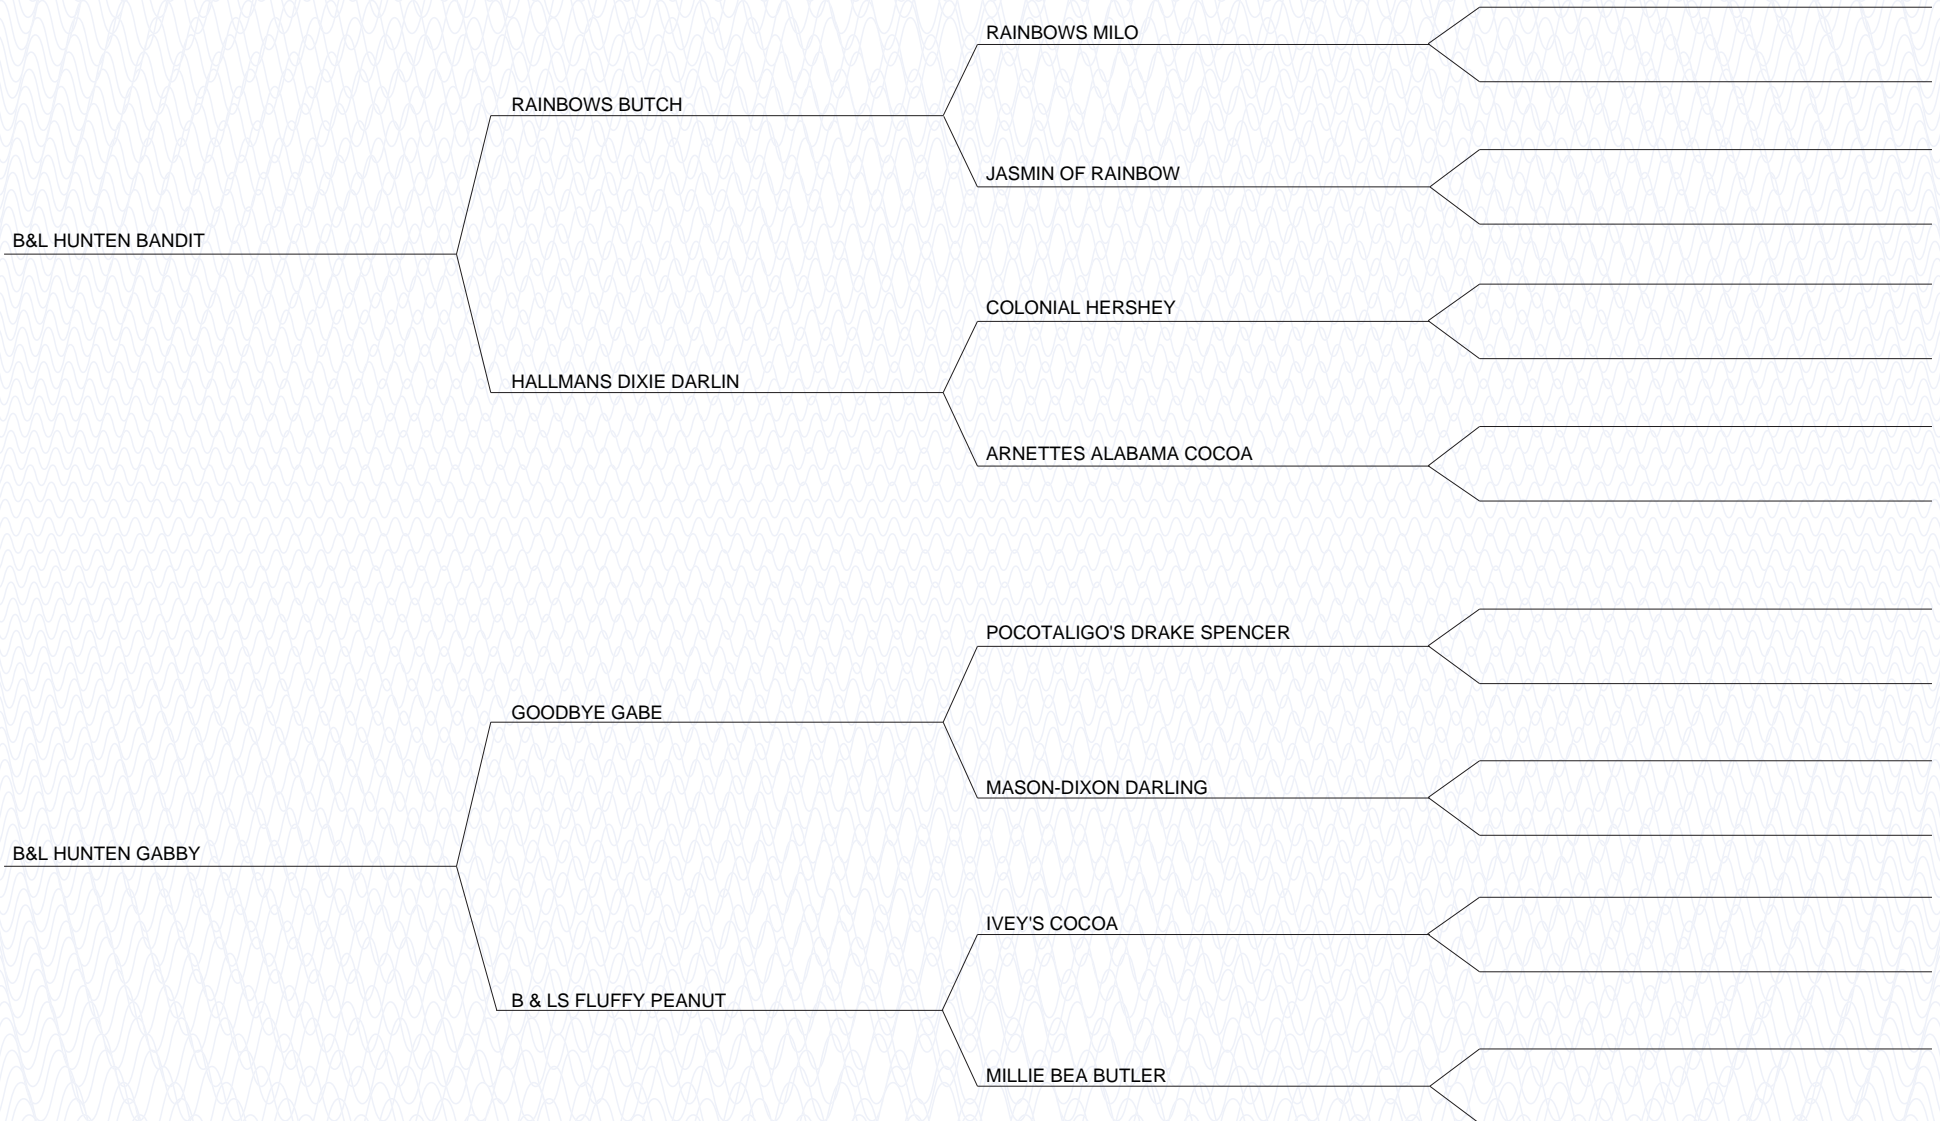 RAINBOWS MILO
RAINBOWS BUTCH
JASMIN OF RAINBOW
B&L HUNTEN BANDIT
COLONIAL HERSHEY
HALLMANS DIXIE DARLIN
ARNETTES ALABAMA COCOA
POCOTALIGO'S DRAKE SPENCER
GOODBYE GABE
MASON-DIXON DARLING
B&L HUNTEN GABBY
IVEY'S COCOA
B & LS FLUFFY PEANUT
MILLIE BEA BUTLER